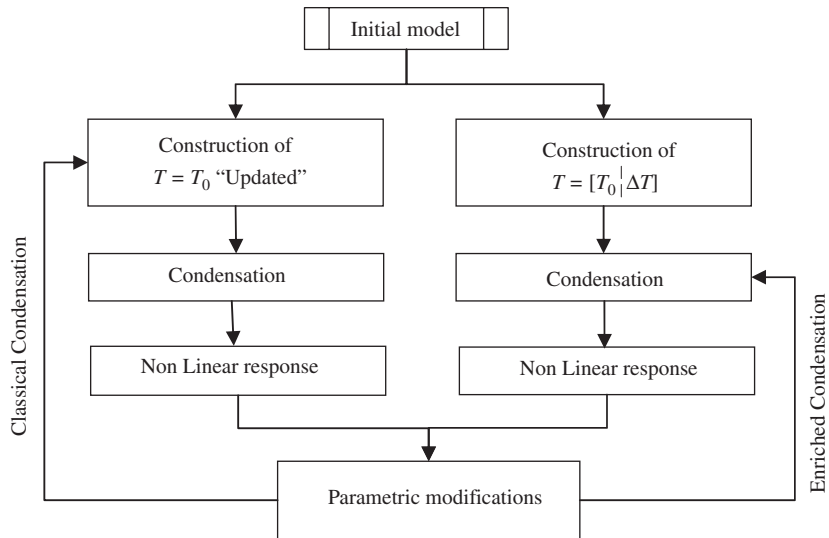 Initial model
Construction of
T = T₀ “Updated”
Construction of
T = [T₀ | ΔT]
Condensation
Condensation
Non Linear response
Non Linear response
Parametric modifications
Classical Condensation
Enriched Condensation